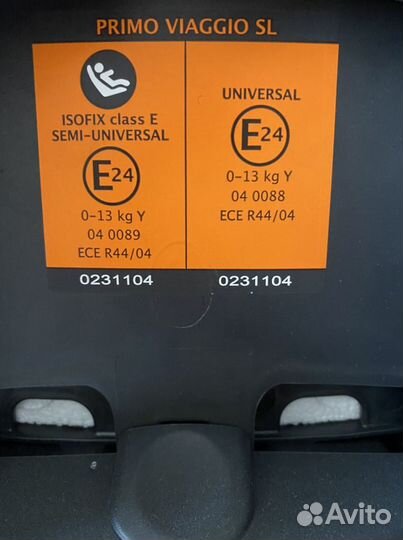 PRIMO VIAGGIO SL
ISOFIX class E
SEMI-UNIVERSAL
E24
0-13 kg Y
04 0089
ECE R44/04
0231104
UNIVERSAL
E24
0-13 kg Y
04 0088
ECE R44/04
0231104
Avito